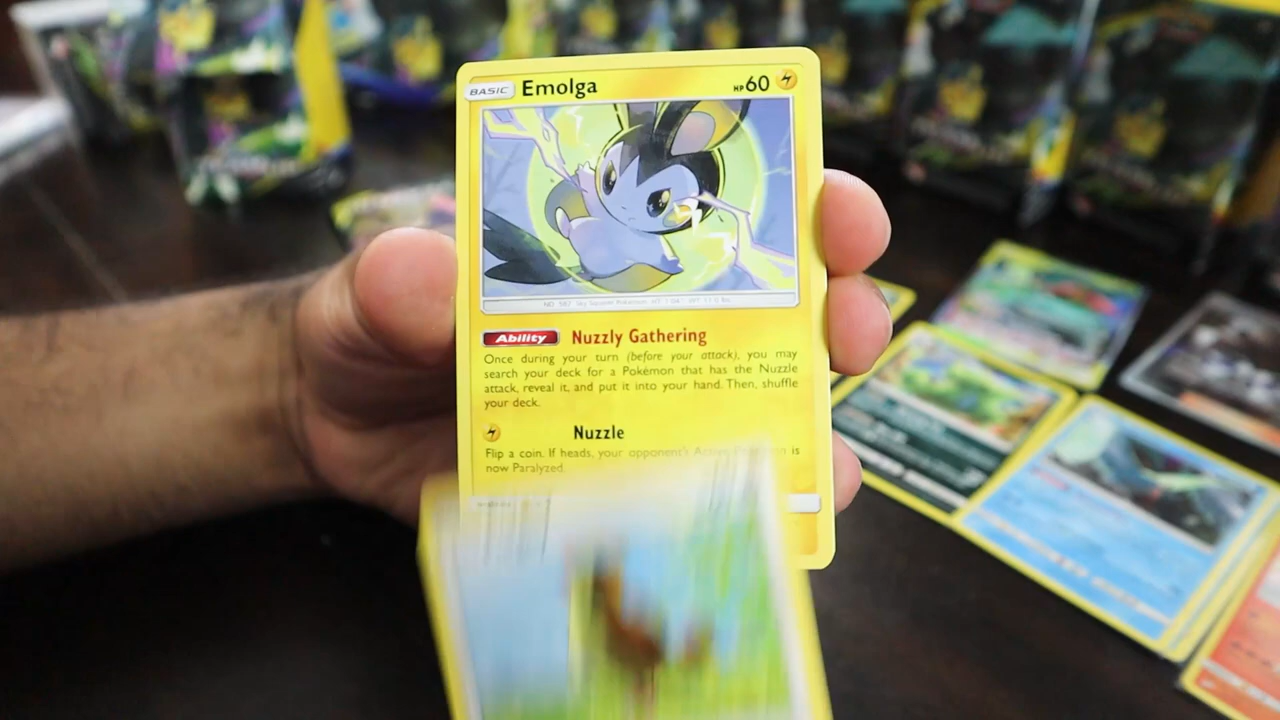 BASIC Emolga HP60
NO. 587 Sky Squirrel Pokémon HT: 1'04" WT: 11.0 lbs.
Ability Nuzzly Gathering
Once during your turn (before your attack), you may
search your deck for a Pokémon that has the Nuzzle
attack, reveal it, and put it into your hand. Then, shuffle
your deck.
Nuzzle
Flip a coin. If heads, your opponent's Active is
now Paralyzed.